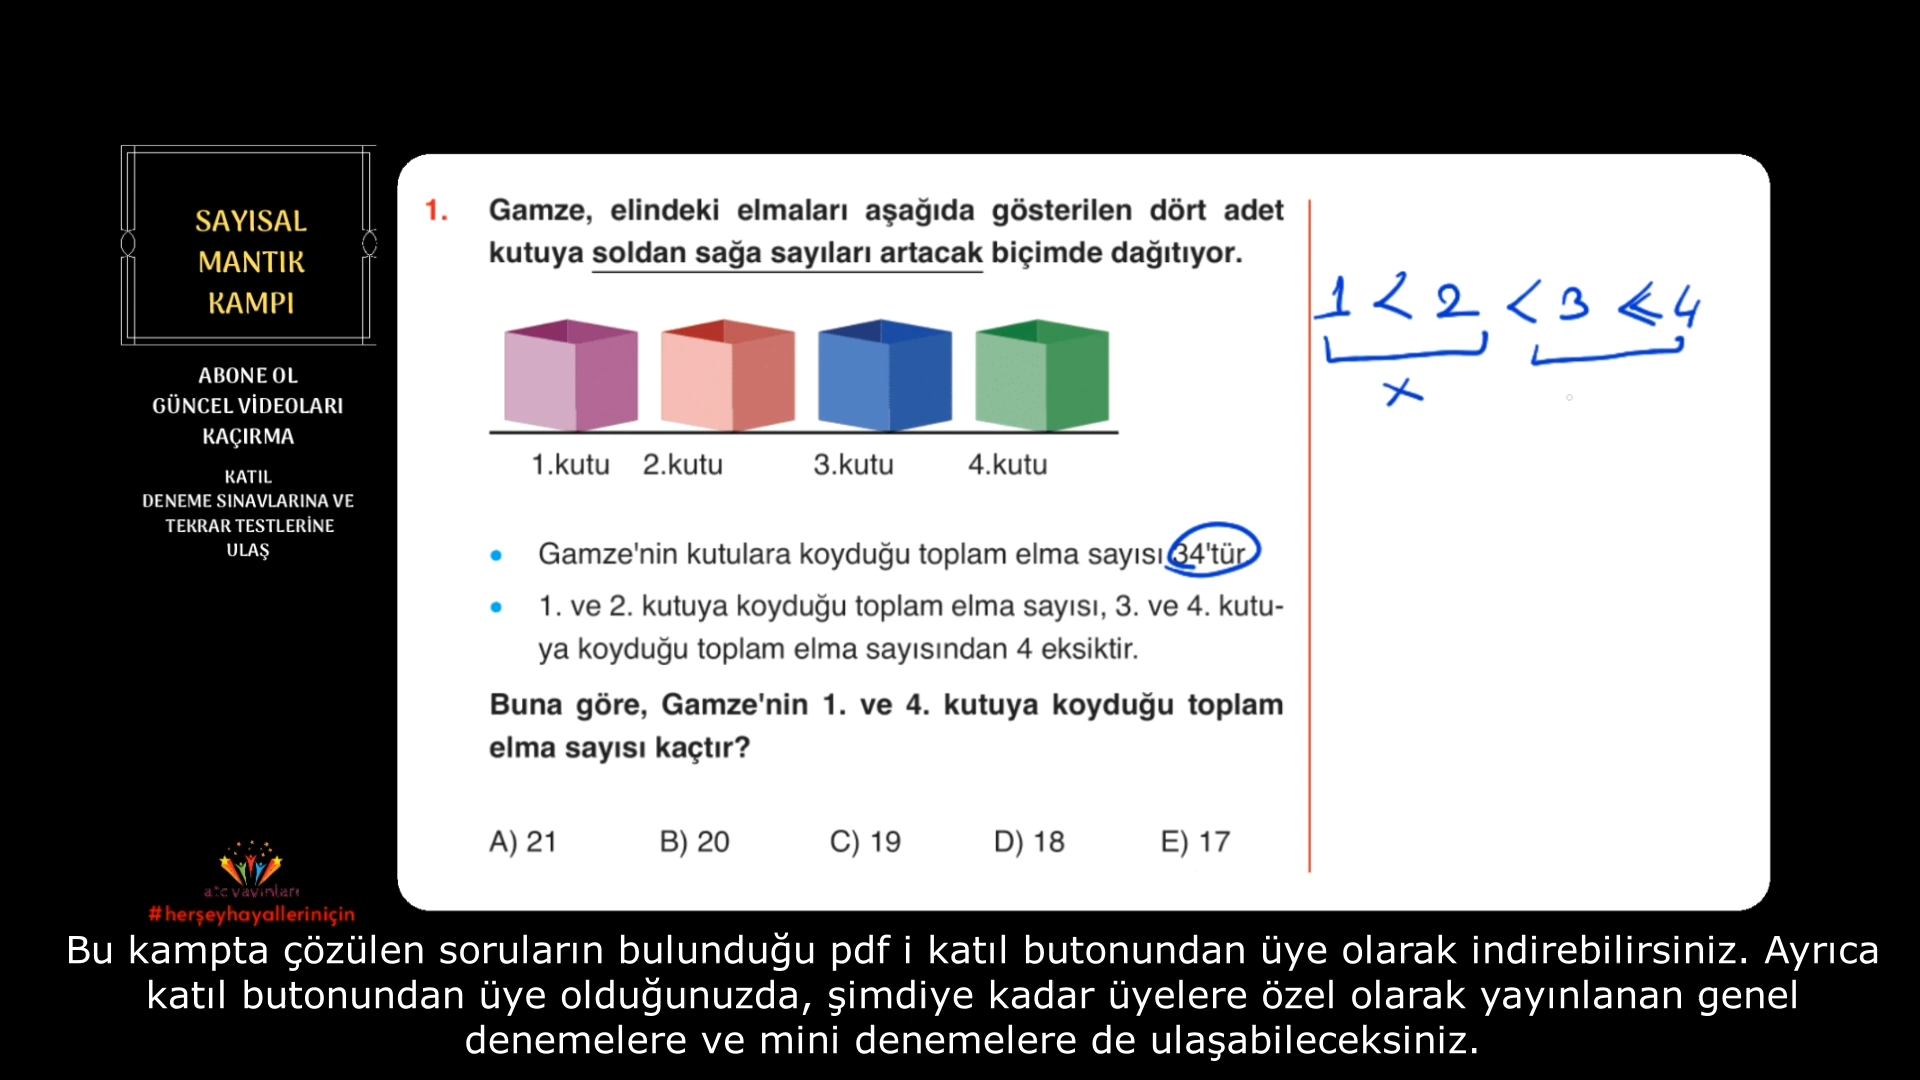 SAYISAL
MANTIK
KAMPI
ABONE OL
GÜNCEL VİDEOLARI
KAÇIRMA
KATIL
DENEME SINAVLARINA VE
TEKRAR TESTLERİNE
ULAŞ
atc yayınları
#herşeyhayalleriniçin
1. Gamze, elindeki elmaları aşağıda gösterilen dört adet
kutuya soldan sağa sayıları artacak biçimde dağıtıyor.
1.kutu 2.kutu 3.kutu 4.kutu
• Gamze'nin kutulara koyduğu toplam elma sayısı 34'tür
• 1. ve 2. kutuya koyduğu toplam elma sayısı, 3. ve 4. kutu-
ya koyduğu toplam elma sayısından 4 eksiktir.
Buna göre, Gamze'nin 1. ve 4. kutuya koyduğu toplam
elma sayısı kaçtır?
A) 21 B) 20 C) 19 D) 18 E) 17
1 < 2 < 3 < 4
x
Bu kampta çözülen soruların bulunduğu pdf i katıl butonundan üye olarak indirebilirsiniz. Ayrıca
katıl butonundan üye olduğunuzda, şimdiye kadar üyelere özel olarak yayınlanan genel
denemelere ve mini denemelere de ulaşabileceksiniz.